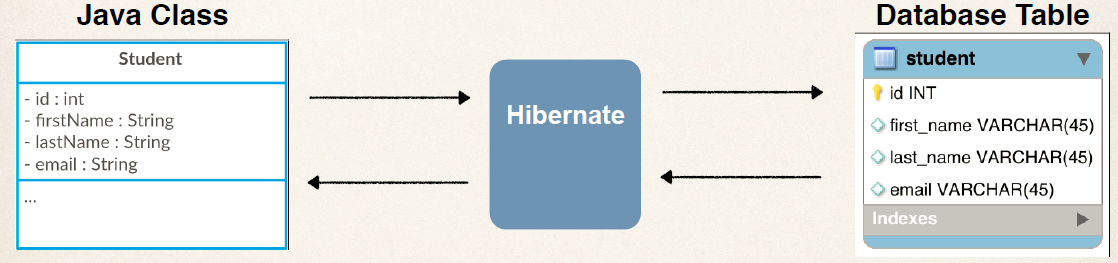 Java Class
Student
- id : int
- firstName : String
- lastName : String
- email : String
...
Hibernate
Database Table
student
id INT
first_name VARCHAR(45)
last_name VARCHAR(45)
email VARCHAR(45)
Indexes